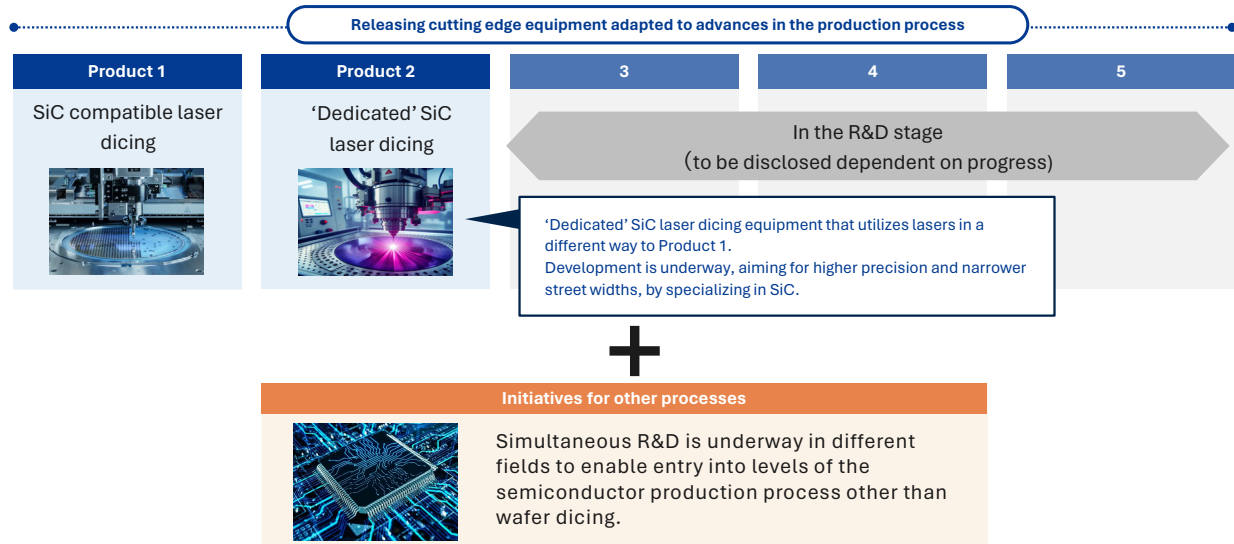 Releasing cutting edge equipment adapted to advances in the production process
Product 1
Product 2
3
4
5
SiC compatible laser
dicing
‘Dedicated’ SiC
laser dicing
In the R&D stage
(to be disclosed dependent on progress)
‘Dedicated’ SiC laser dicing equipment that utilizes lasers in a
different way to Product 1.
Development is underway, aiming for higher precision and narrower
street widths, by specializing in SiC.
+
Initiatives for other processes
Simultaneous R&D is underway in different
fields to enable entry into levels of the
semiconductor production process other than
wafer dicing.